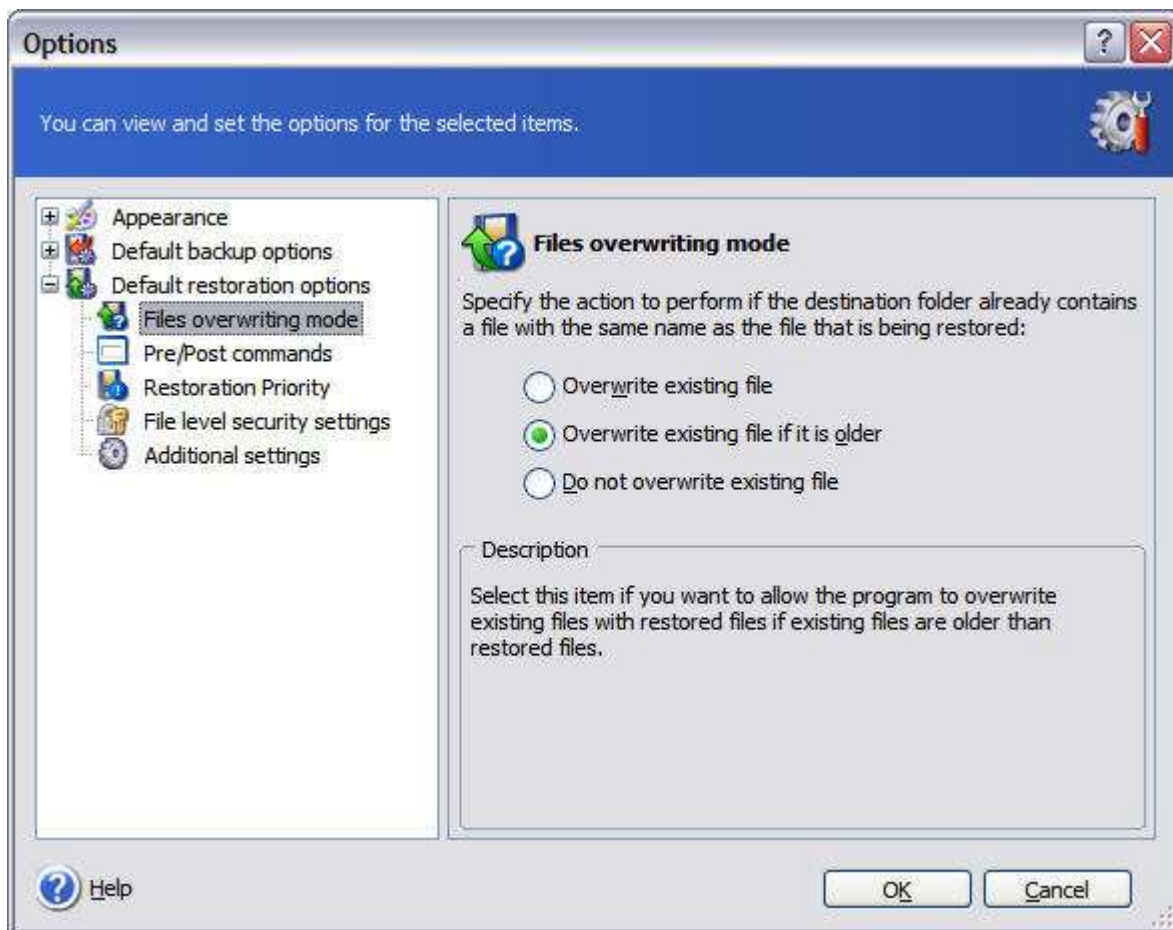 Options
You can view and set the options for the selected items.
Appearance
Default backup options
Default restoration options
Files overwriting mode
Pre/Post commands
Restoration Priority
File level security settings
Additional settings
Files overwriting mode
Specify the action to perform if the destination folder already contains
a file with the same name as the file that is being restored:
Overwrite existing file
Overwrite existing file if it is older
Do not overwrite existing file
Description
Select this item if you want to allow the program to overwrite
existing files with restored files if existing files are older than
restored files.
Help
OK
Cancel